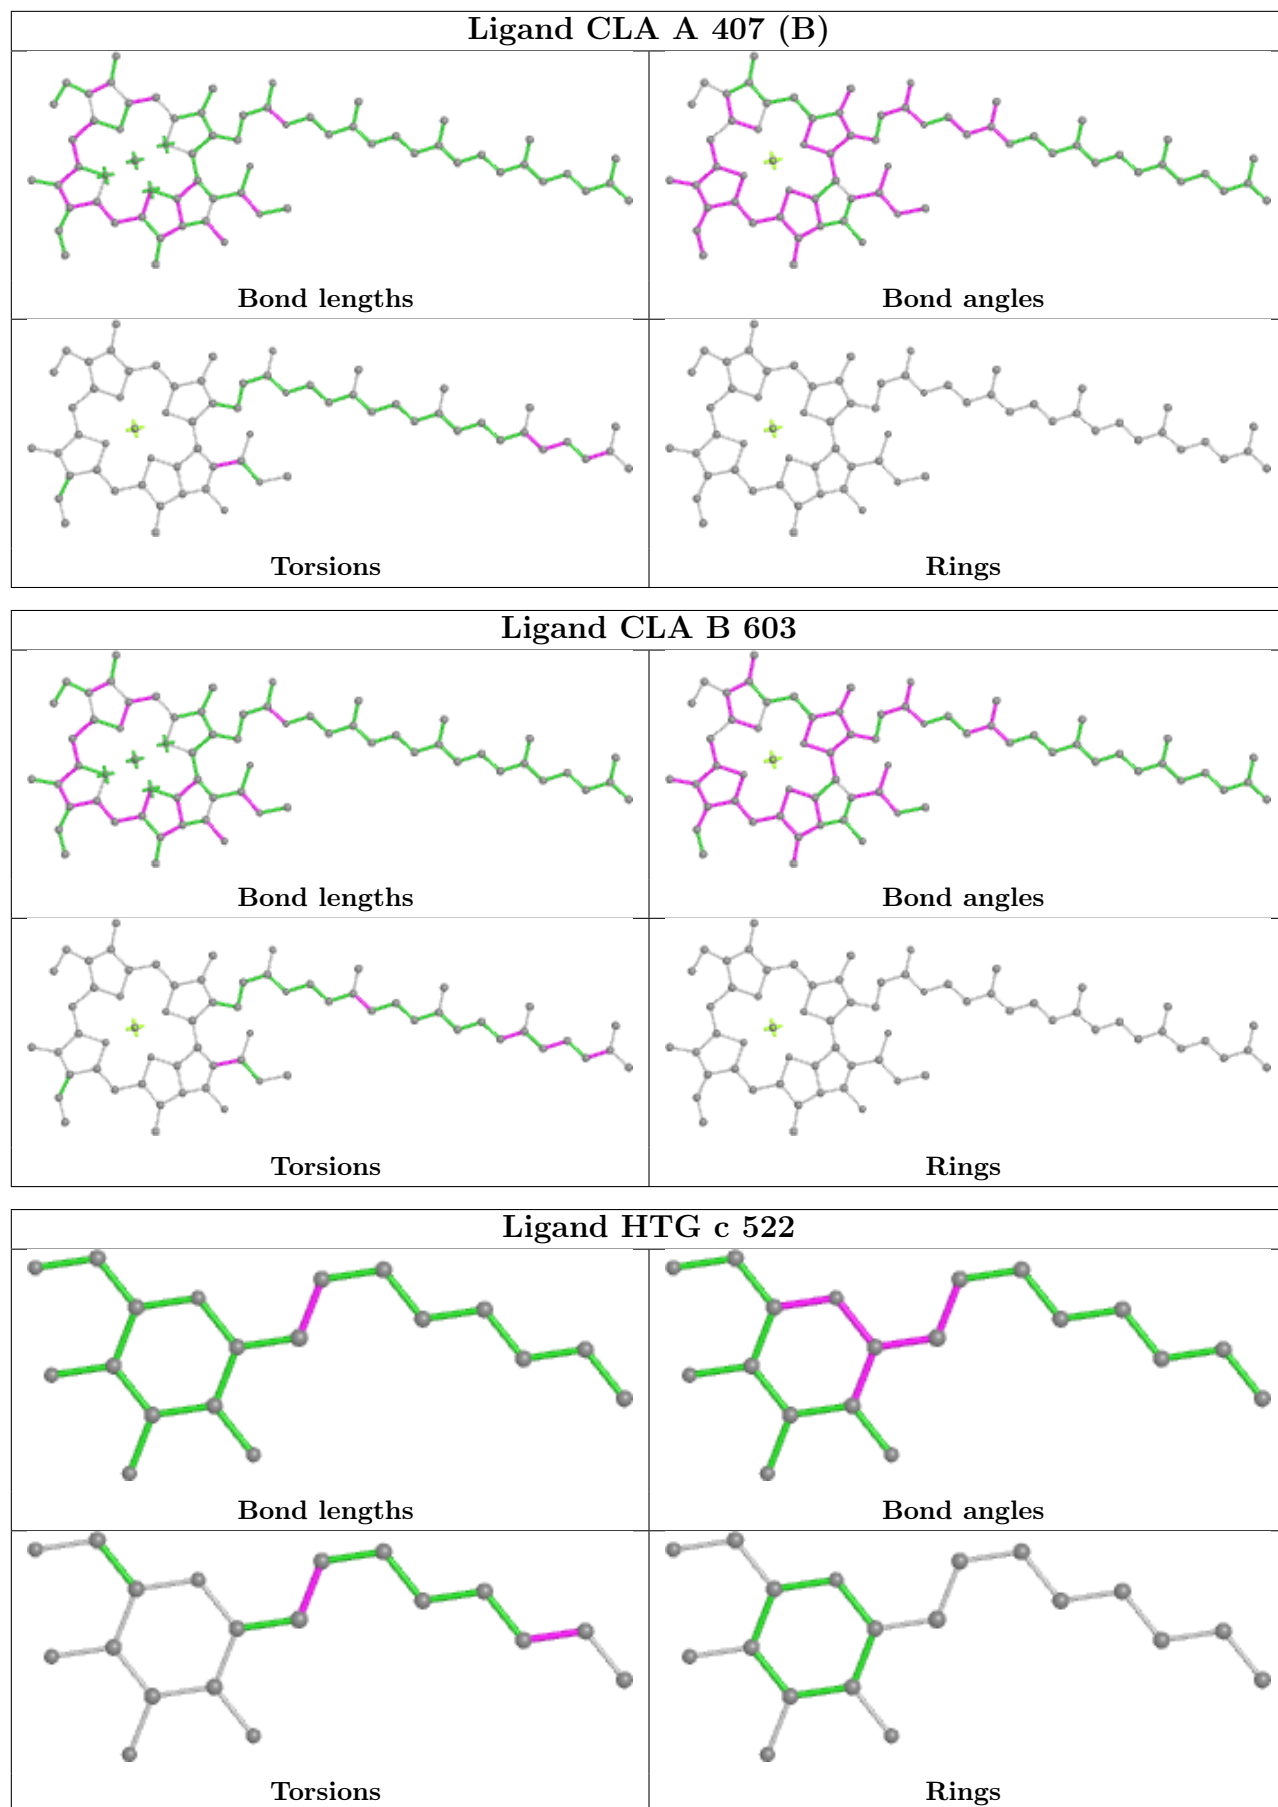 Ligand CLA A 407 (B)
Bond lengths
Bond angles
Torsions
Rings
Ligand CLA B 603
Bond lengths
Bond angles
Torsions
Rings
Ligand HTG c 522
Bond lengths
Bond angles
Torsions
Rings